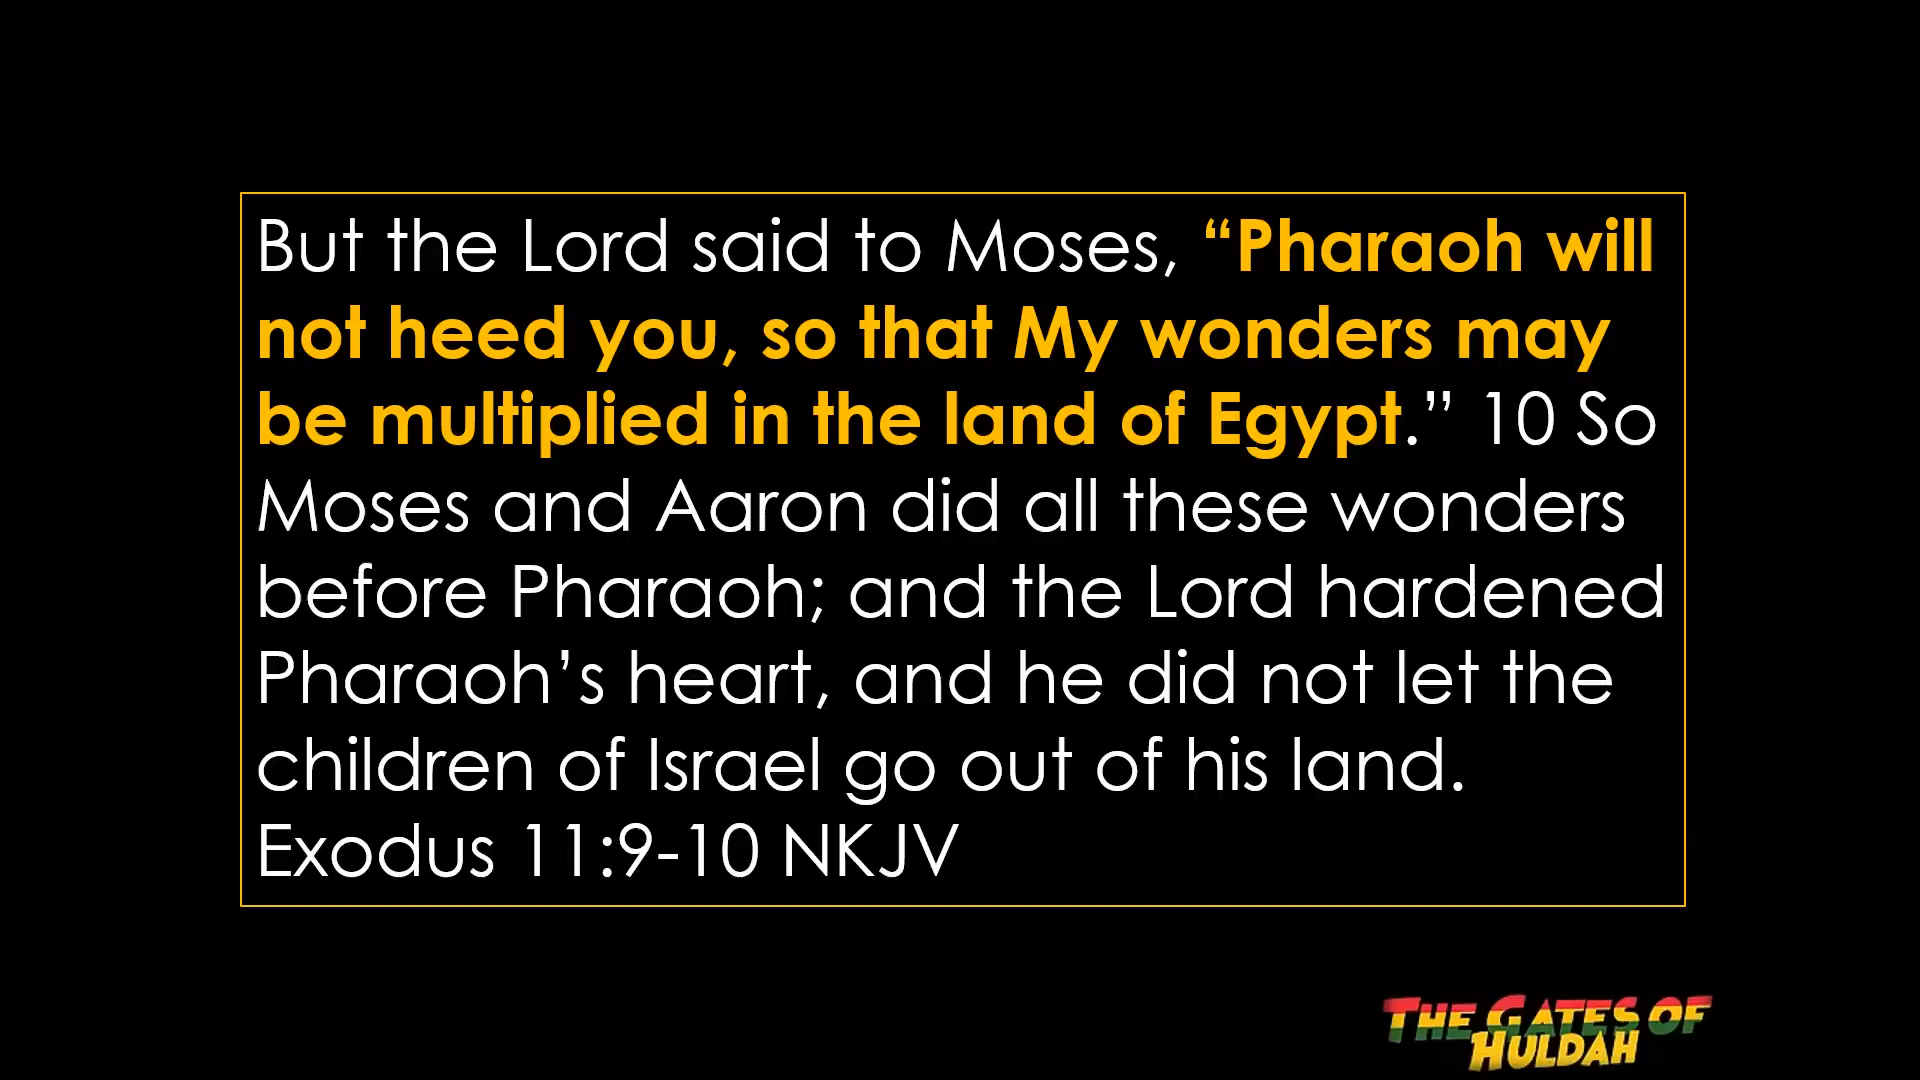 But the Lord said to Moses, “Pharaoh will
not heed you, so that My wonders may
be multiplied in the land of Egypt.” 10 So
Moses and Aaron did all these wonders
before Pharaoh; and the Lord hardened
Pharaoh’s heart, and he did not let the
children of Israel go out of his land.
Exodus 11:9-10 NKJV
THE GATES OF
HULDAH